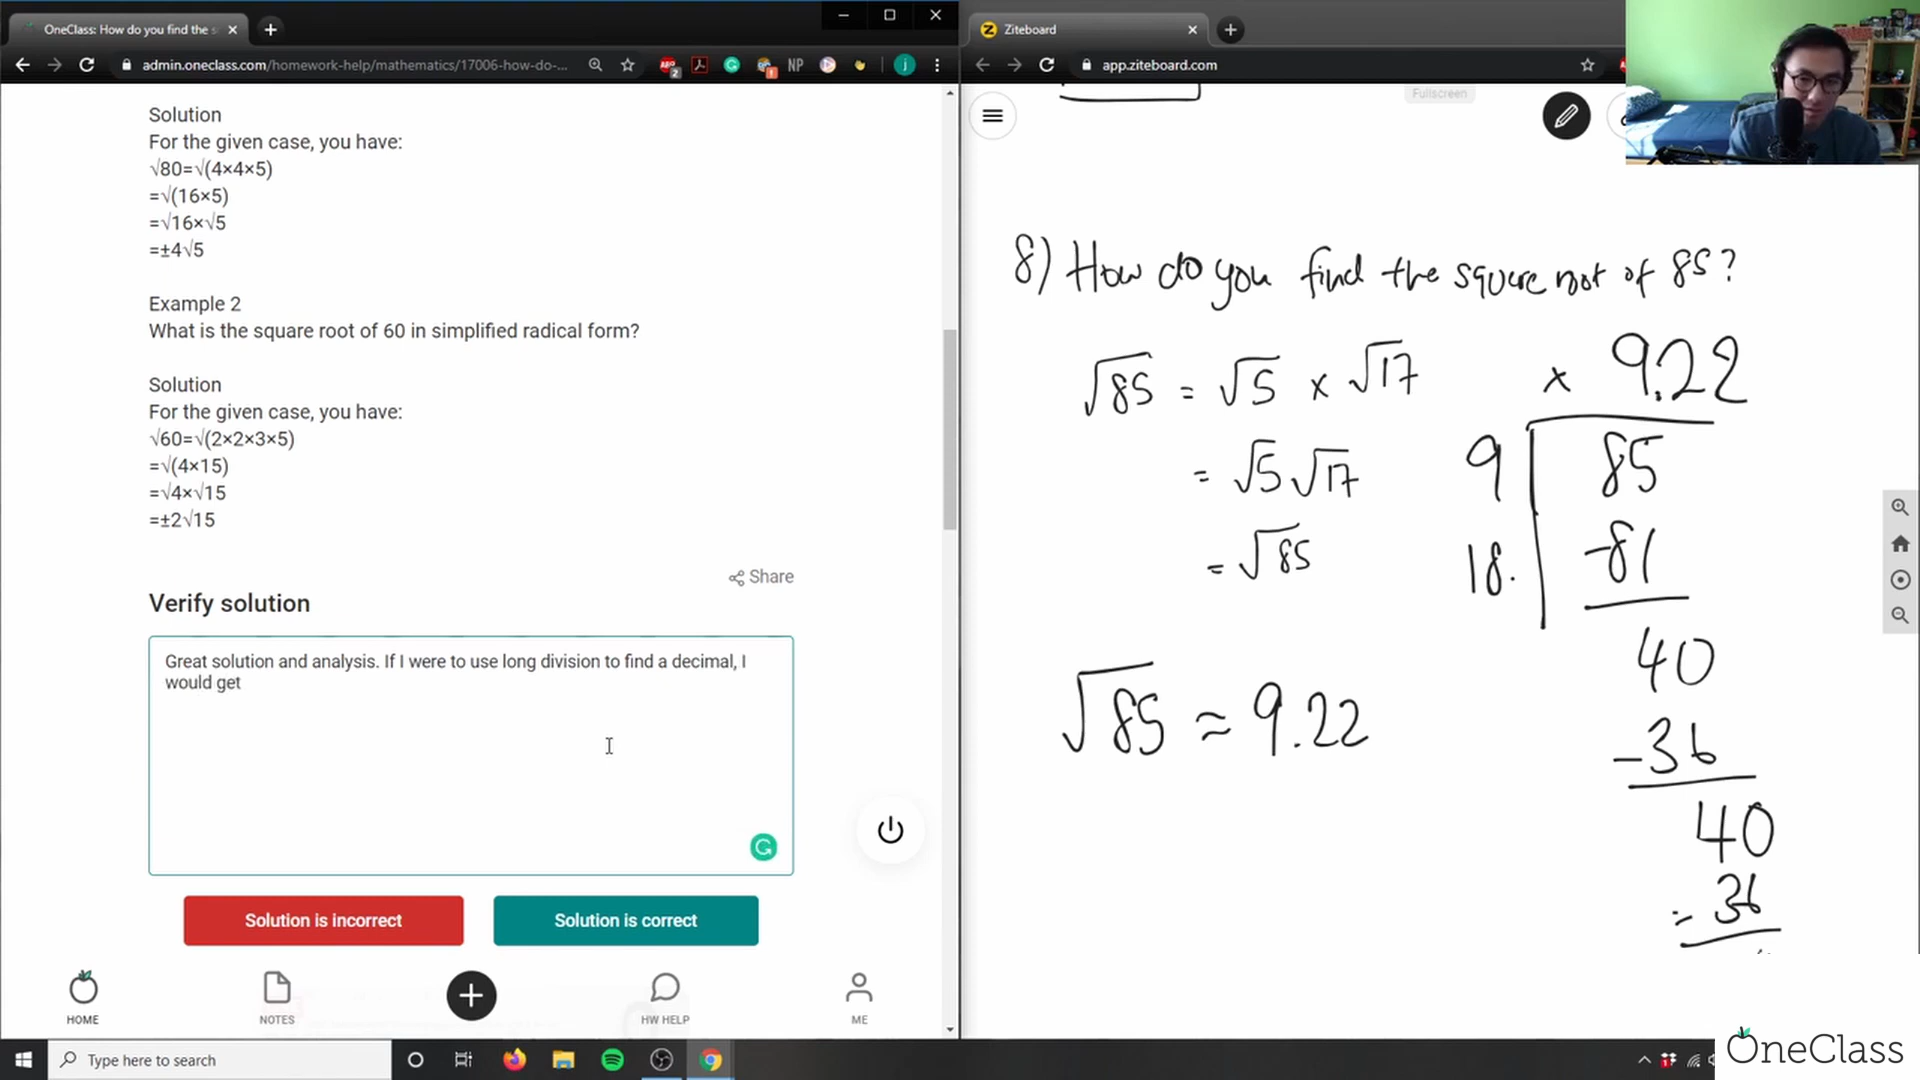 OneClass: How do you find the s
admin.oneclass.com/homework-help/mathematics/17006-how-do-...
2
!
NP
j
Solution
For the given case, you have:
√80=√(4×4×5)
=√(16×5)
=√16×√5
=±4√5
Example 2
What is the square root of 60 in simplified radical form?
Solution
For the given case, you have:
√60=√(2×2×3×5)
=√(4×15)
=√4×√15
=±2√15
Share
Verify solution
Great solution and analysis. If I were to use long division to find a decimal, I
would get
Solution is incorrect
Solution is correct
HOME
NOTES
HW HELP
ME
Type here to search
Ziteboard
app.ziteboard.com
Fullscreen
8) How do you find the square root of 85?
√85 = √5 × √17
= √5 √17
= √85
√85 ≈ 9.22
× 9.22
9 85
18. -81
40
-36
40
= 36
OneClass